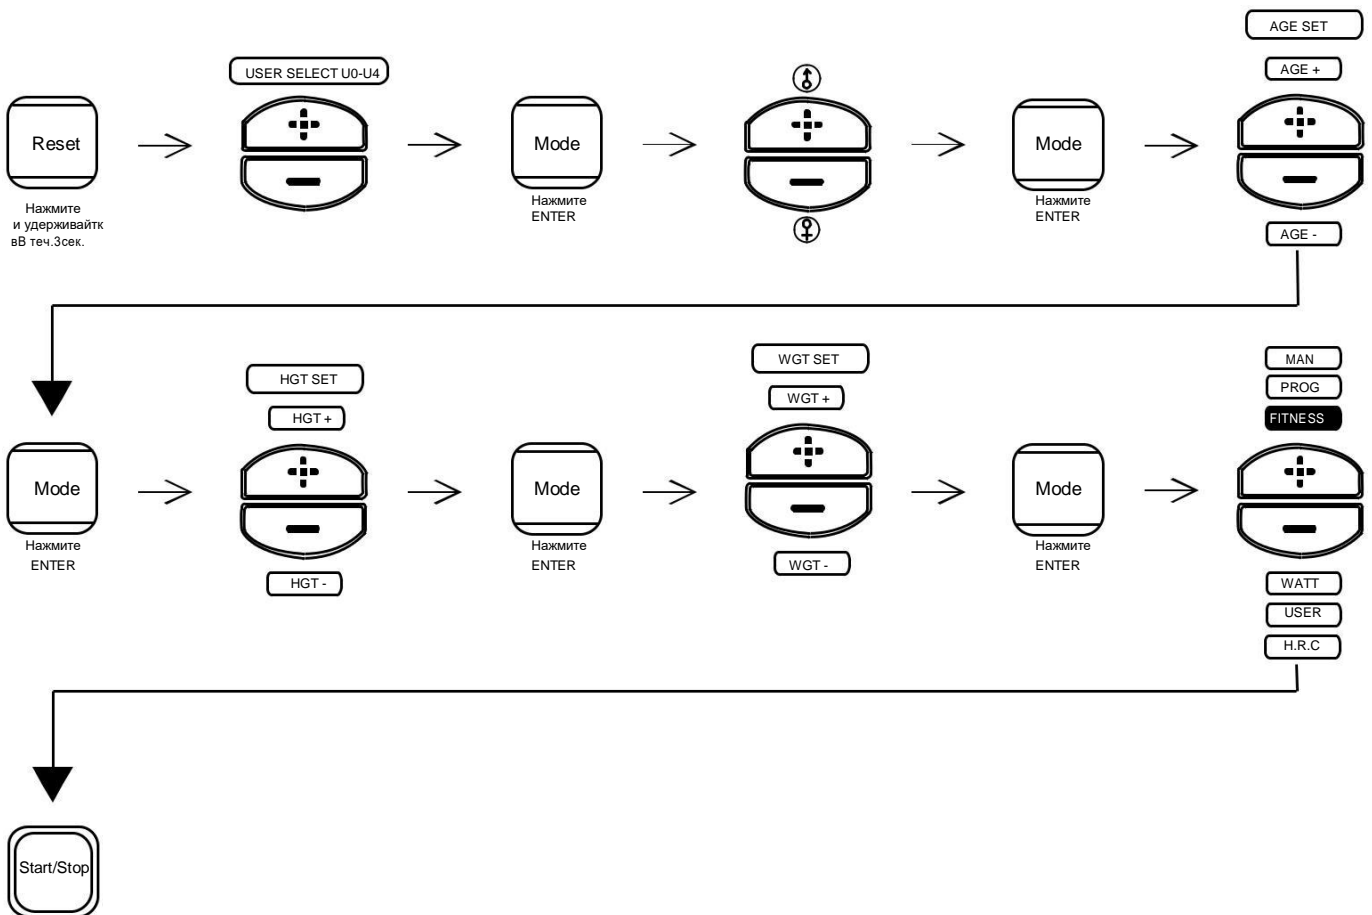 AGE SET
USER SELECT U0-U4
AGE +
Reset
Mode
Mode
Нажмите
и удерживайтк
вВ теч.3сек.
Нажмите
ENTER
Нажмите
ENTER
AGE -
HGT SET
HGT +
WGT SET
WGT +
MAN
PROG
FITNESS
Mode
Mode
Mode
Нажмите
ENTER
HGT -
Нажмите
ENTER
WGT -
Нажмите
ENTER
WATT
USER
H.R.C
Start/Stop